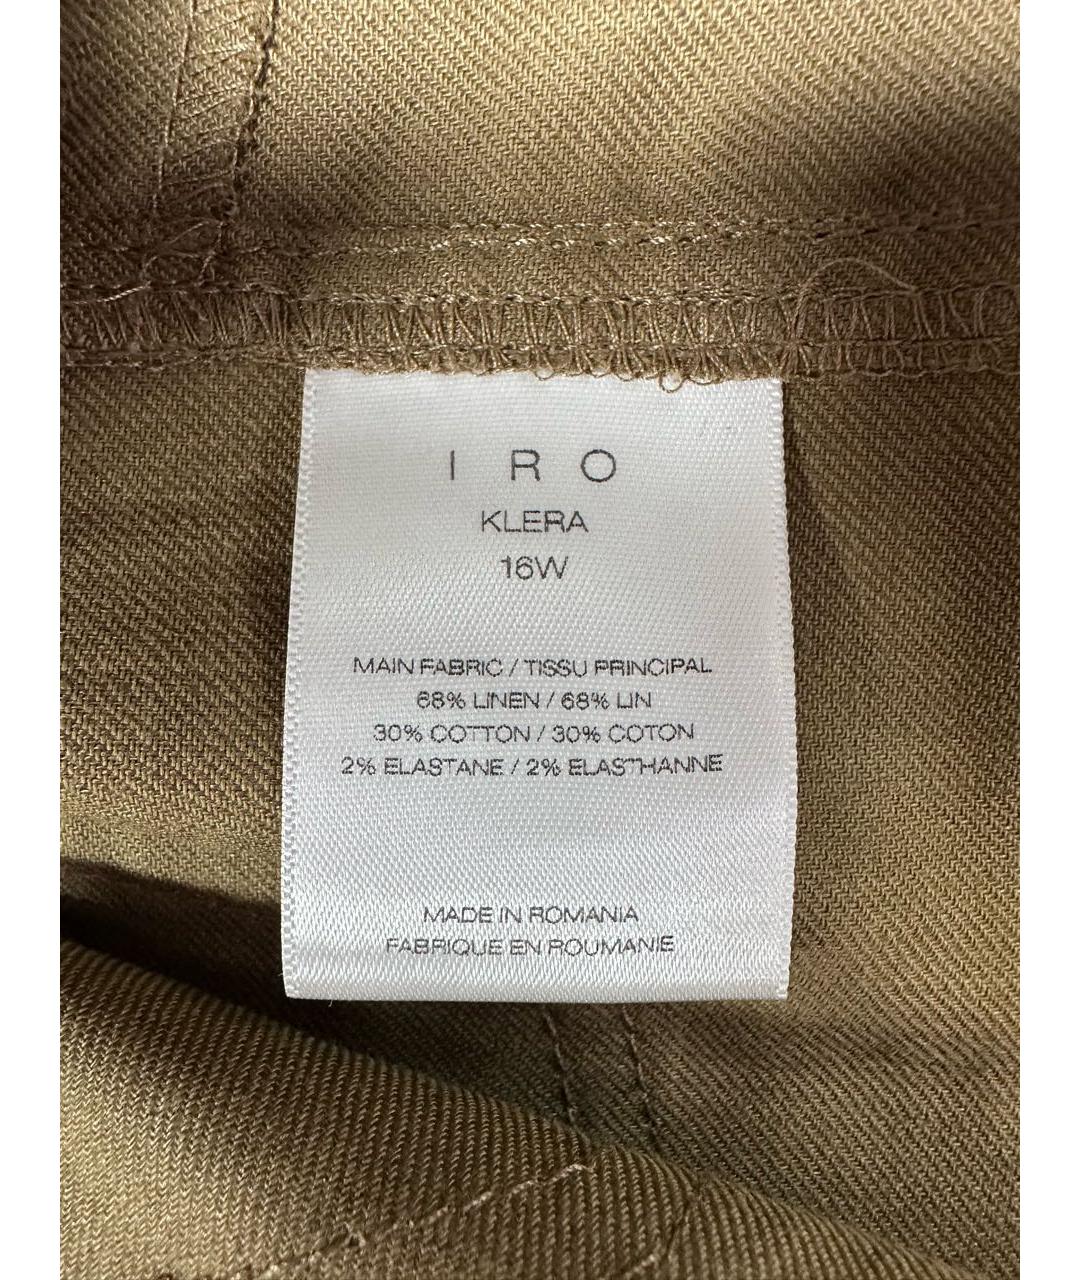 IRO
KLERA
16W
MAIN FABRIC / TISSU PRINCIPAL
68% LINEN / 68% LIN
30% COTTON / 30% COTON
2% ELASTANE / 2% ELASTHANNE
MADE IN ROMANIA
FABRIQUE EN ROUMANIE